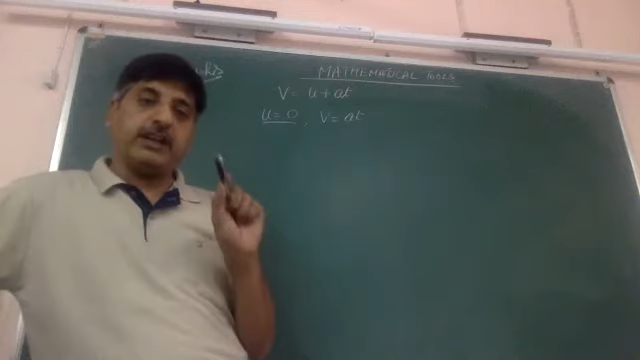 MATHEMATICAL TOOLS
V = u + at
u = 0 , V = at